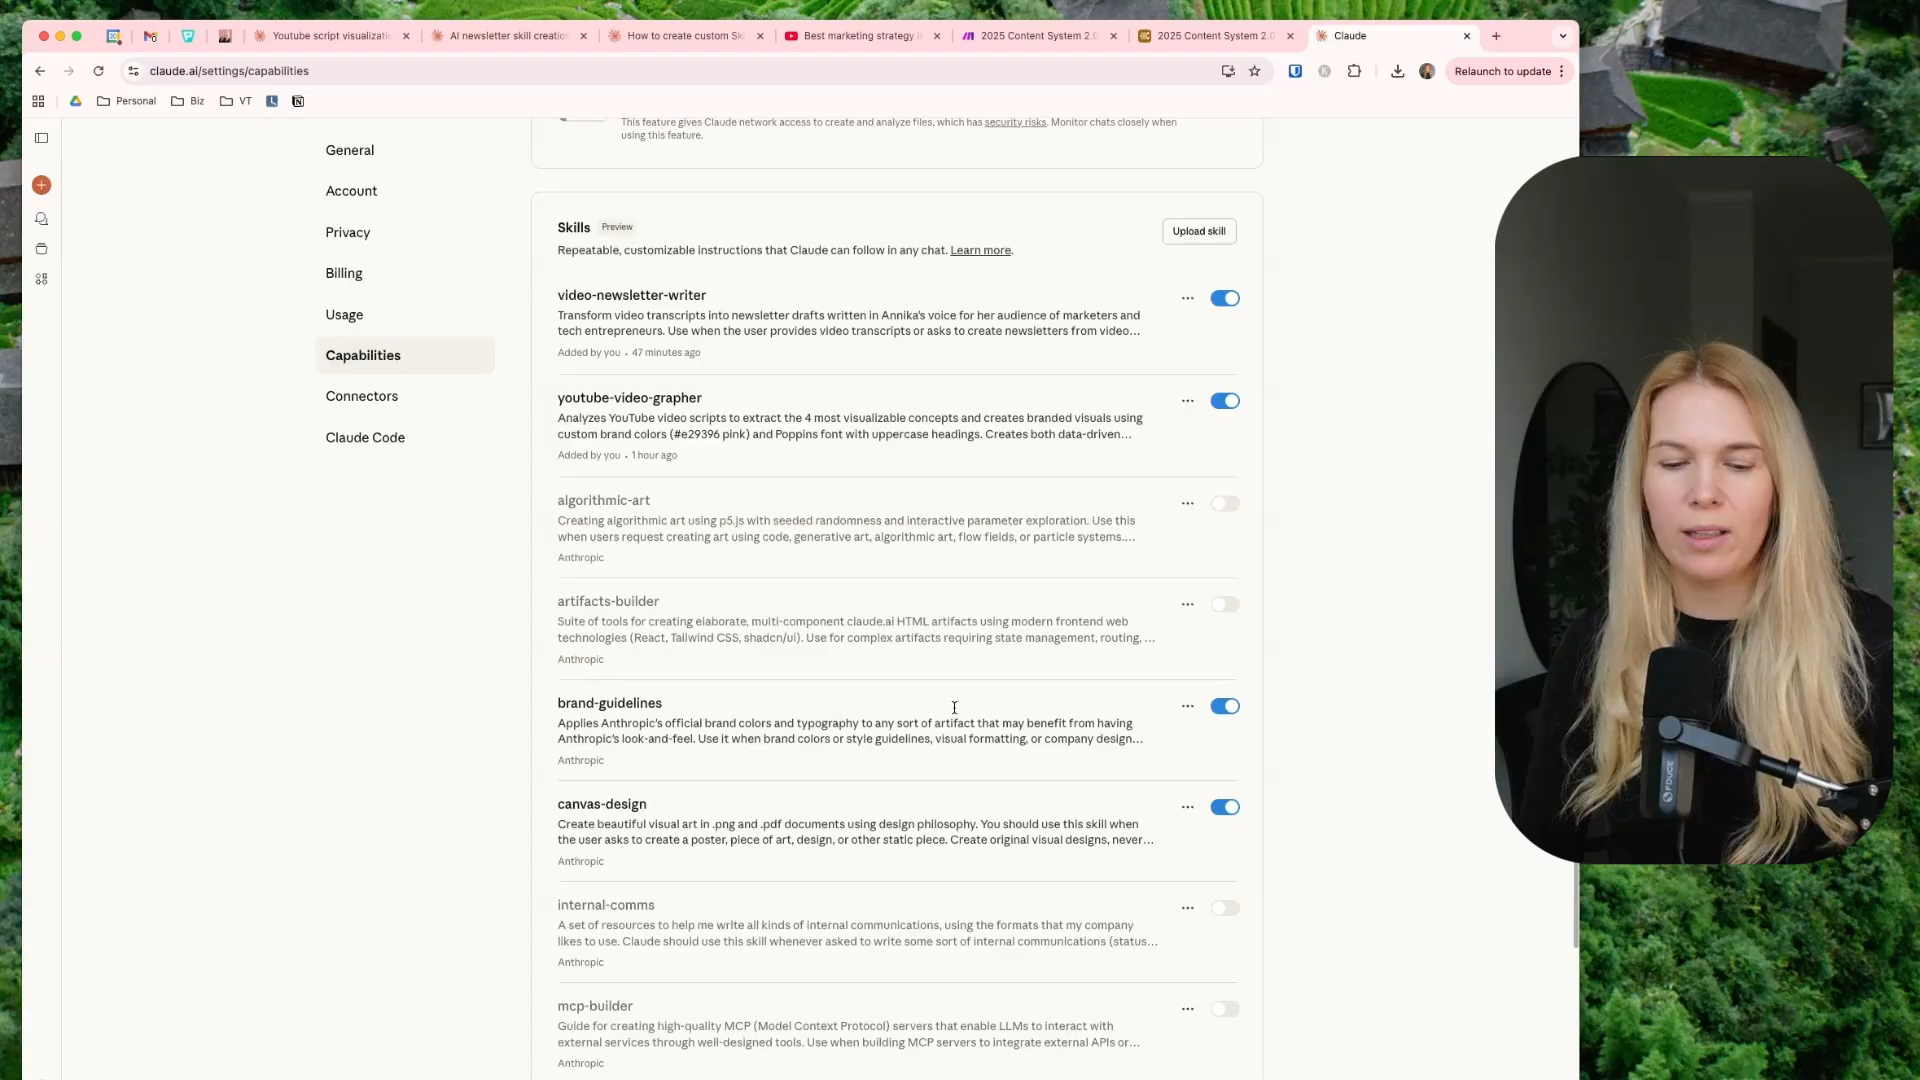 Youtube script visualizati
AI newsletter skill creation
How to create custom Ski
Best marketing strategy i
2025 Content System 2.0
2025 Content System 2.0
Claude
claude.ai/settings/capabilities
Relaunch to update
Personal
Biz
VT
General
Account
Privacy
Billing
Usage
Capabilities
Connectors
Claude Code
This feature gives Claude network access to create and analyze files, which has security risks. Monitor chats closely when
using this feature.
Skills Preview
Upload skill
Repeatable, customizable instructions that Claude can follow in any chat. Learn more.
video-newsletter-writer
Transform video transcripts into newsletter drafts written in Annika's voice for her audience of marketers and
tech entrepreneurs. Use when the user provides video transcripts or asks to create newsletters from video...
Added by you • 47 minutes ago
youtube-video-grapher
Analyzes YouTube video scripts to extract the 4 most visualizable concepts and creates branded visuals using
custom brand colors (#e29396 pink) and Poppins font with uppercase headings. Creates both data-driven...
Added by you • 1 hour ago
algorithmic-art
Creating algorithmic art using p5.js with seeded randomness and interactive parameter exploration. Use this
when users request creating art using code, generative art, algorithmic art, flow fields, or particle systems....
Anthropic
artifacts-builder
Suite of tools for creating elaborate, multi-component claude.ai HTML artifacts using modern frontend web
technologies (React, Tailwind CSS, shadcn/ui). Use for complex artifacts requiring state management, routing, ...
Anthropic
brand-guidelines
Applies Anthropic's official brand colors and typography to any sort of artifact that may benefit from having
Anthropic's look-and-feel. Use it when brand colors or style guidelines, visual formatting, or company design...
Anthropic
canvas-design
Create beautiful visual art in .png and .pdf documents using design philosophy. You should use this skill when
the user asks to create a poster, piece of art, design, or other static piece. Create original visual designs, never...
Anthropic
internal-comms
A set of resources to help me write all kinds of internal communications, using the formats that my company
likes to use. Claude should use this skill whenever asked to write some sort of internal communications (status...
Anthropic
mcp-builder
Guide for creating high-quality MCP (Model Context Protocol) servers that enable LLMs to interact with
external services through well-designed tools. Use when building MCP servers to integrate external APIs or...
Anthropic
FDUCE